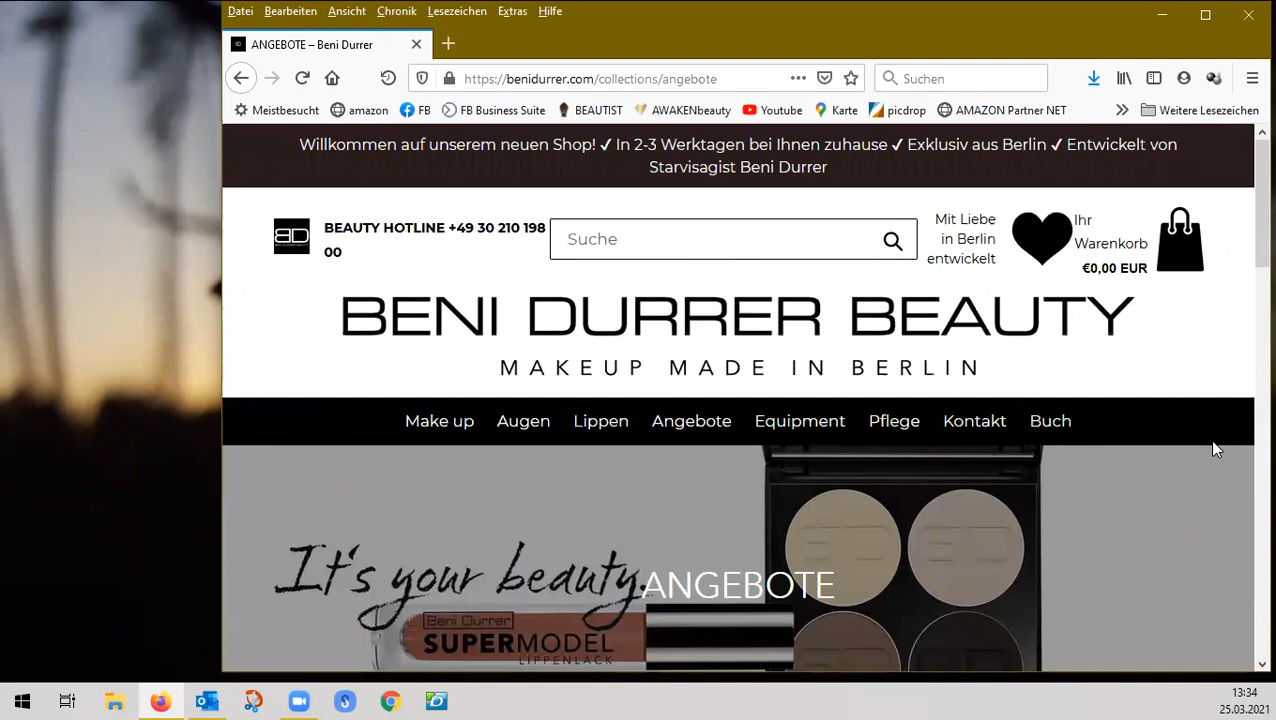 Datei Bearbeiten Ansicht Chronik Lesezeichen Extras Hilfe
ANGEBOTE – Beni Durrer
https://benidurrer.com/collections/angebote
Suchen
Meistbesucht amazon FB FB Business Suite BEAUTIST AWAKENbeauty Youtube Karte picdrop AMAZON Partner NET Weitere Lesezeichen
Willkommen auf unserem neuen Shop! ✓ In 2-3 Werktagen bei Ihnen zuhause ✓ Exklusiv aus Berlin ✓ Entwickelt von
Starvisagist Beni Durrer
BD
BEAUTY HOTLINE +49 30 210 198
00
Suche
Mit Liebe
in Berlin
entwickelt
Ihr
Warenkorb
€0,00 EUR
BENI DURRER BEAUTY
MAKEUP MADE IN BERLIN
Make up Augen Lippen Angebote Equipment Pflege Kontakt Buch
It's your beauty.
ANGEBOTE
Beni Durrer
SUPERMODEL
LIPPENLACK
13:34
25.03.2021